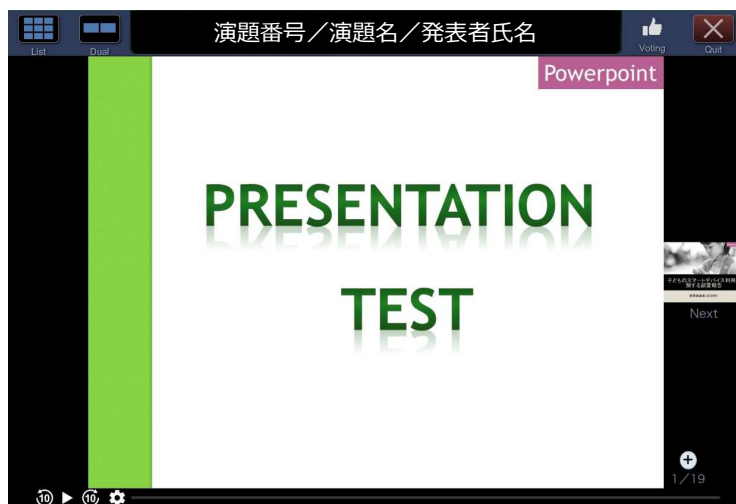 演題番号／演題名／発表者氏名
List
Dual
Voting
Quit
Powerpoint
PRESENTATION
TEST
子どものスマートデバイス利用
関する調査報告
Next
1/19
10
10